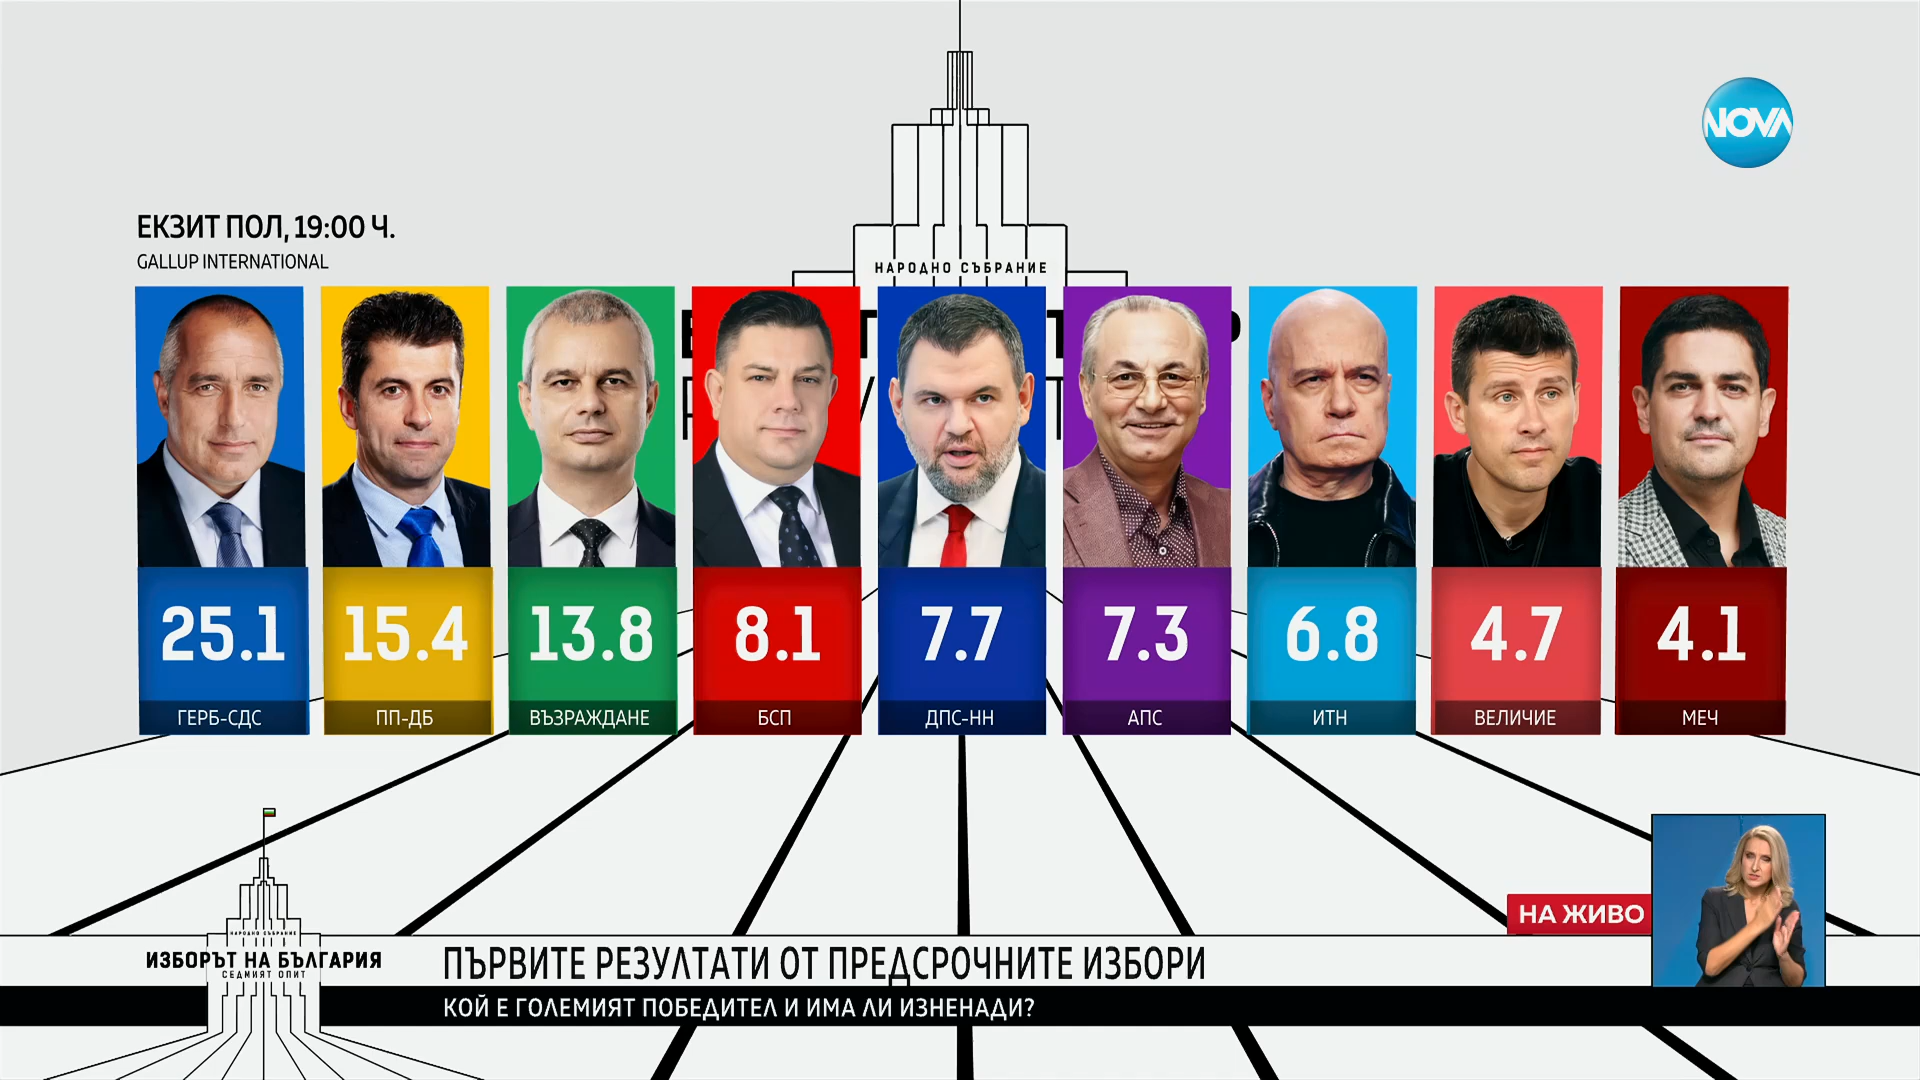 NOVA
НАРОДНО СЪБРАНИЕ
ЕКЗИТ ПОЛ, 19:00 Ч.
GALLUP INTERNATIONAL
25.1
15.4
13.8
8.1
7.7
7.3
6.8
4.7
4.1
ГЕРБ-СДС
ПП-ДБ
ВЪЗРАЖДАНЕ
БСП
ДПС-НН
АПС
ИТН
ВЕЛИЧИЕ
МЕЧ
НА ЖИВО
НАРОДНО СЪБРАНИЕ
ИЗБОРЪТ НА БЪЛГАРИЯ
СЕДМИЯТ ОПИТ
ПЪРВИТЕ РЕЗУЛТАТИ ОТ ПРЕДСРОЧНИТЕ ИЗБОРИ
КОЙ Е ГОЛЕМИЯТ ПОБЕДИТЕЛ И ИМА ЛИ ИЗНЕНАДИ?